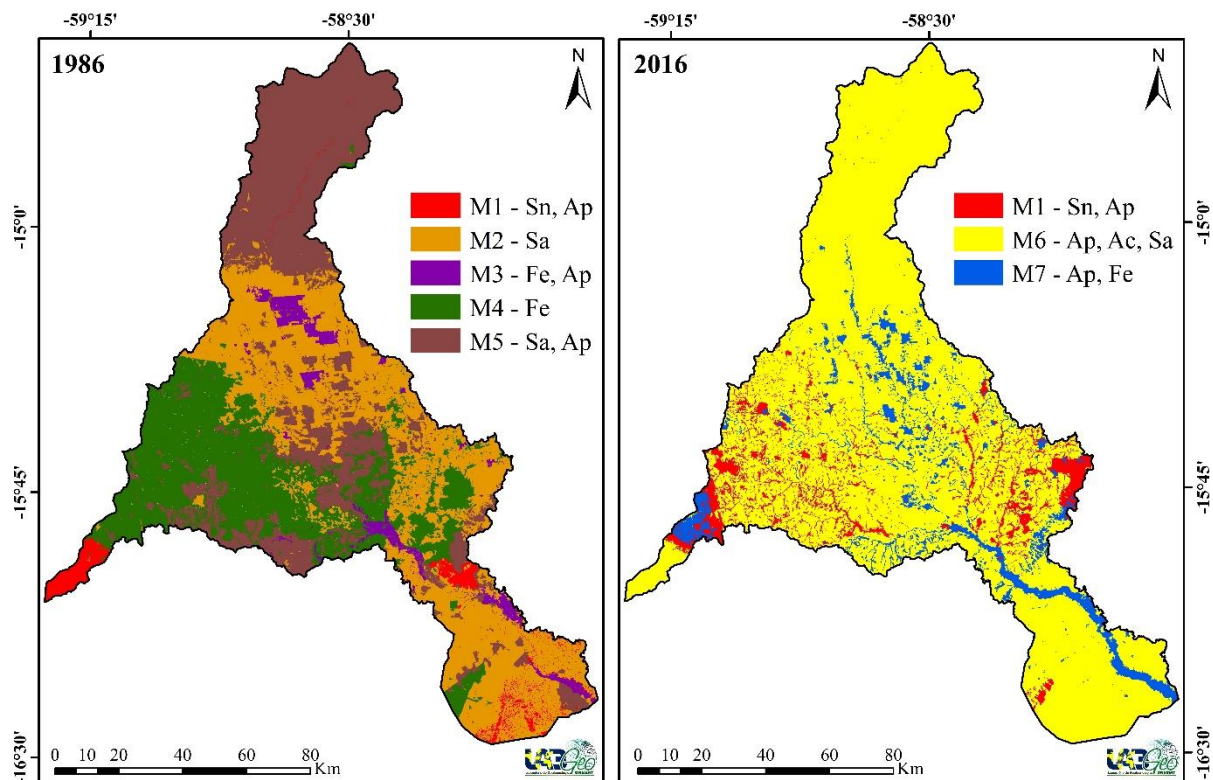 -59°15'
-58°30'
1986
N
M1 - Sn, Ap
M2 - Sa
M3 - Fe, Ap
M4 - Fe
M5 - Sa, Ap
-15°0'
-15°45'
-16°30'
0 10 20 40 60 80
Km
Geo
-59°15'
-58°30'
2016
N
M1 - Sn, Ap
M6 - Ap, Ac, Sa
M7 - Ap, Fe
-15°0'
-15°45'
-16°30'
0 10 20 40 60 80
Km
Geo